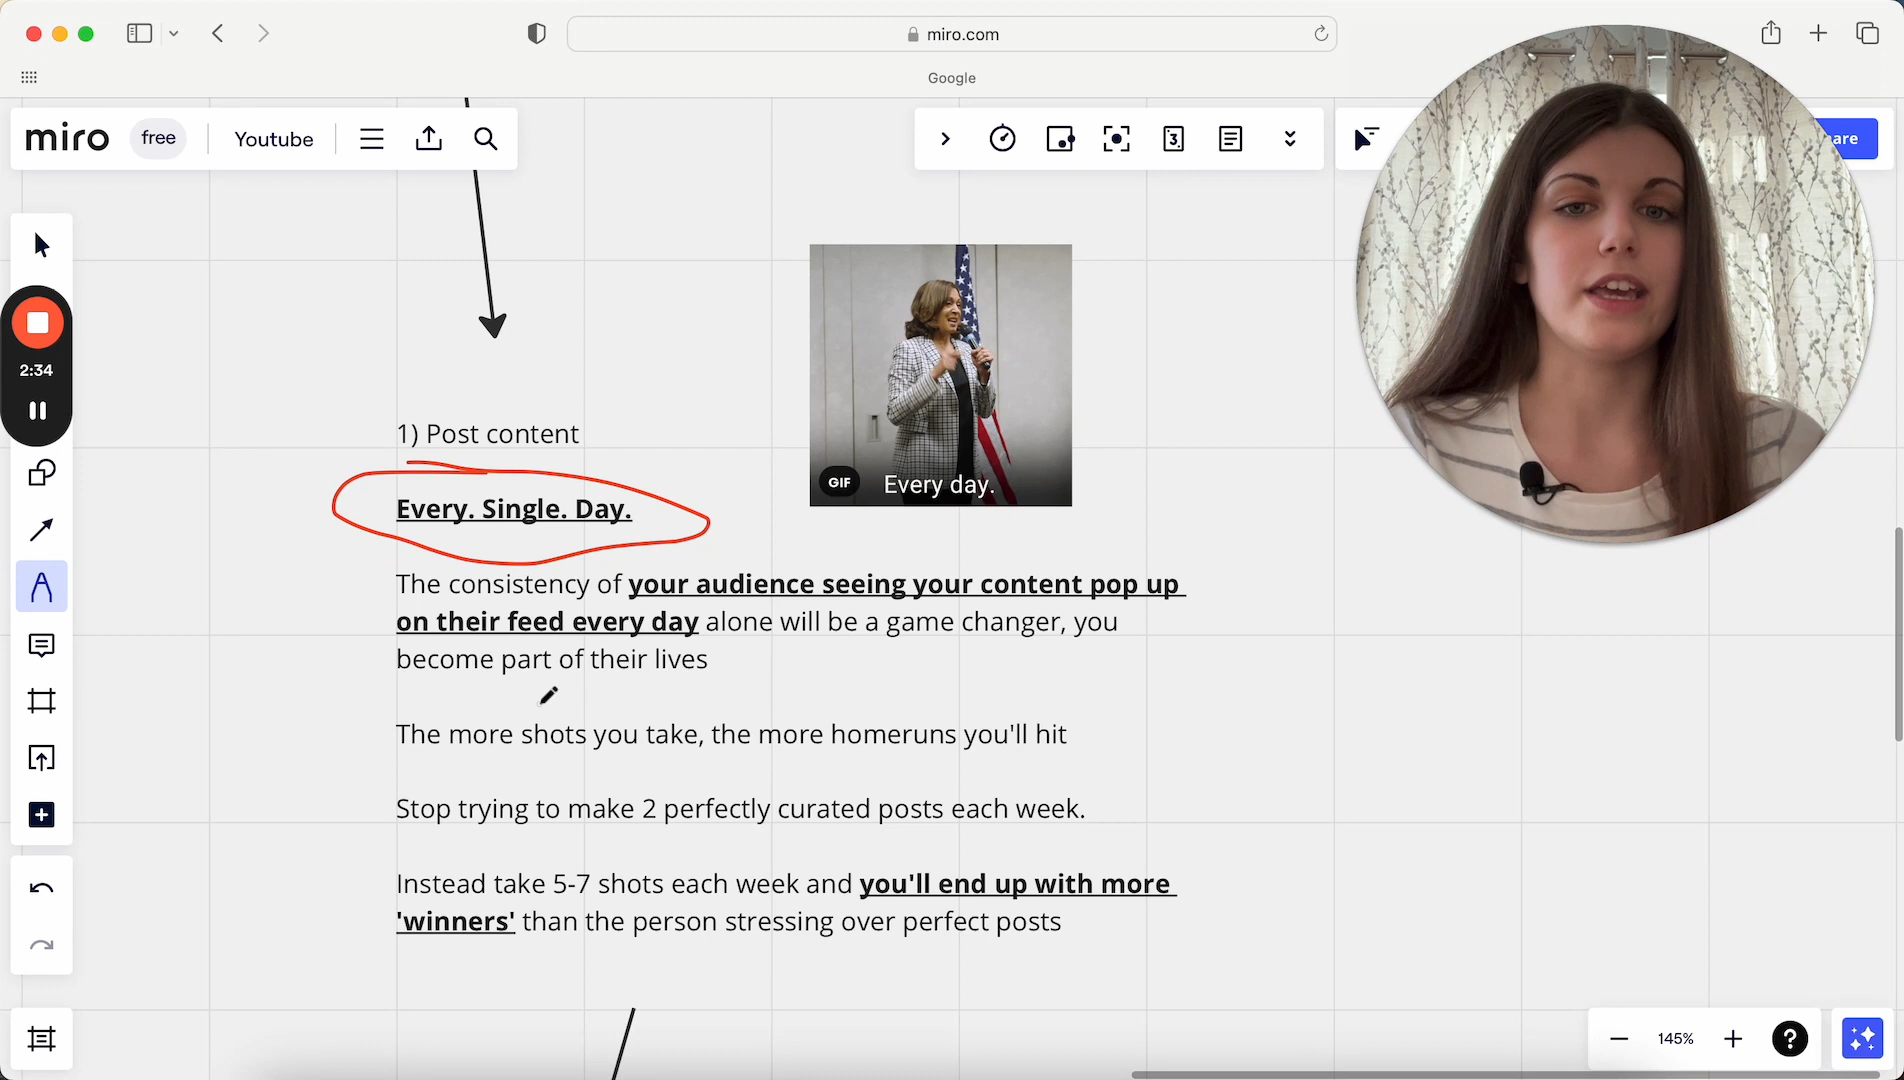 miro.com
Google
miro free Youtube
3
are
2:34
GIF Every day.
1) Post content
Every. Single. Day.
The consistency of your audience seeing your content pop up
on their feed every day alone will be a game changer, you
become part of their lives
The more shots you take, the more homeruns you'll hit
Stop trying to make 2 perfectly curated posts each week.
Instead take 5-7 shots each week and you'll end up with more
'winners' than the person stressing over perfect posts
145% ?